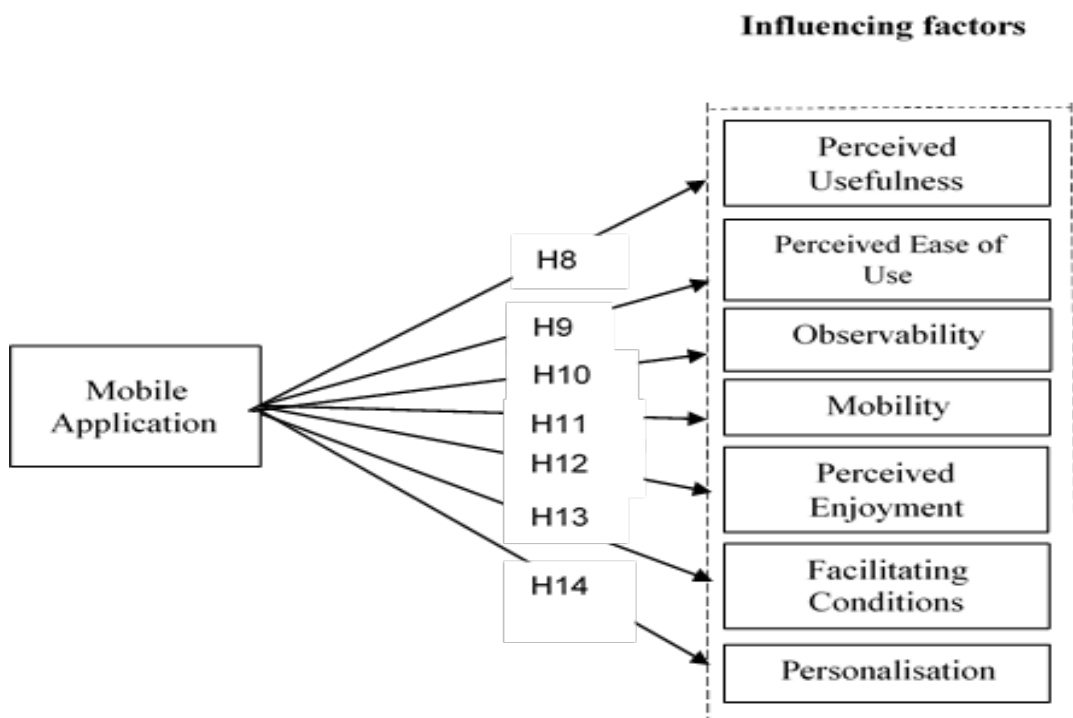 Influencing factors
Perceived
Usefulness
H8
Perceived Ease of
Use
H9
Observability
H10
Mobile
Application
Mobility
H11
H12
Perceived
Enjoyment
H13
Facilitating
Conditions
H14
Personalisation